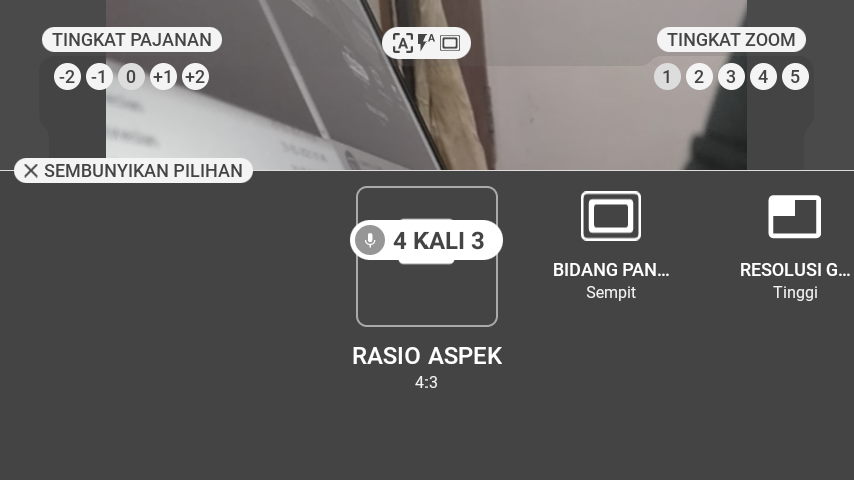 TINGKAT PAJANAN
TINGKAT ZOOM
-2 -1 0 +1 +2
1 2 3 4 5
SEMBUNYIKAN PILIHAN
4 KALI 3
BIDANG PAN...
Sempit
RESOLUSI G...
Tinggi
RASIO ASPEK
4:3